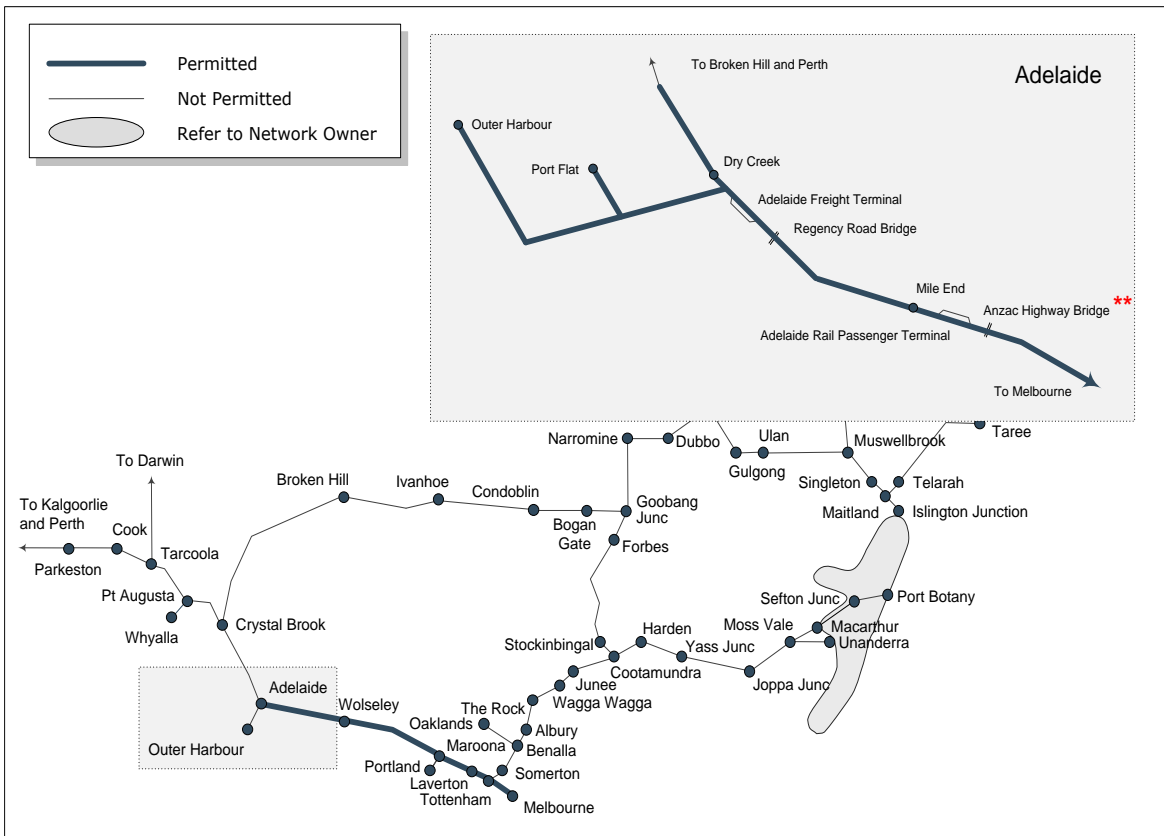 Permitted
Not Permitted
Refer to Network Owner
Adelaide
To Broken Hill and Perth
Outer Harbour
Port Flat
Dry Creek
Adelaide Freight Terminal
Regency Road Bridge
Mile End
Anzac Highway Bridge **
Adelaide Rail Passenger Terminal
To Melbourne
Narromine
Dubbo
Ulan
Gulgong
Muswellbrook
Taree
Singleton
Telarah
Maitland
Islington Junction
To Darwin
Broken Hill
Ivanhoe
Condoblin
Bogan
Gate
Goobang
Junc
Forbes
To Kalgoorlie
and Perth
Cook
Tarcoola
Parkeston
Pt Augusta
Whyalla
Crystal Brook
Sefton Junc
Port Botany
Moss Vale
Macarthur
Unanderra
Stockinbingal
Harden
Yass Junc
Cootamundra
Joppa Junc
Junee
Wagga Wagga
The Rock
Oaklands
Albury
Benalla
Adelaide
Wolseley
Outer Harbour
Maroona
Portland
Laverton
Tottenham
Somerton
Melbourne